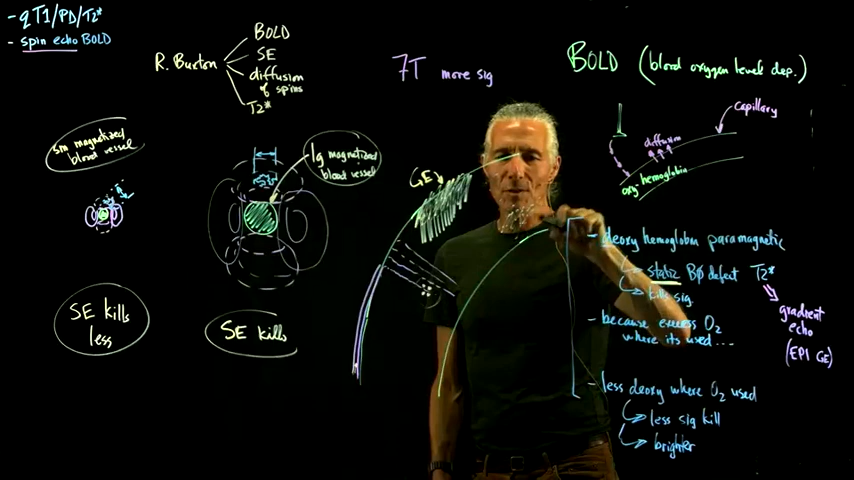 - qT1/PD/T2*
- spin echo BOLD
R. Buxton
BOLD
SE
diffusion
of spins
T2*
7T more sig
BOLD (blood oxygen level dep.)
sm magnetized
blood vessel
lg magnetized
blood vessel
GE
capillary
diffusion
oxy-hemoglobin
SE kills
less
SE kills
- deoxy hemoglobin paramagnetic
static B0 defect T2*
kills sig
gradient
echo
(EPI GE)
- because excess O2
where its used...
- less deoxy where O2 used
less sig kill
brighter